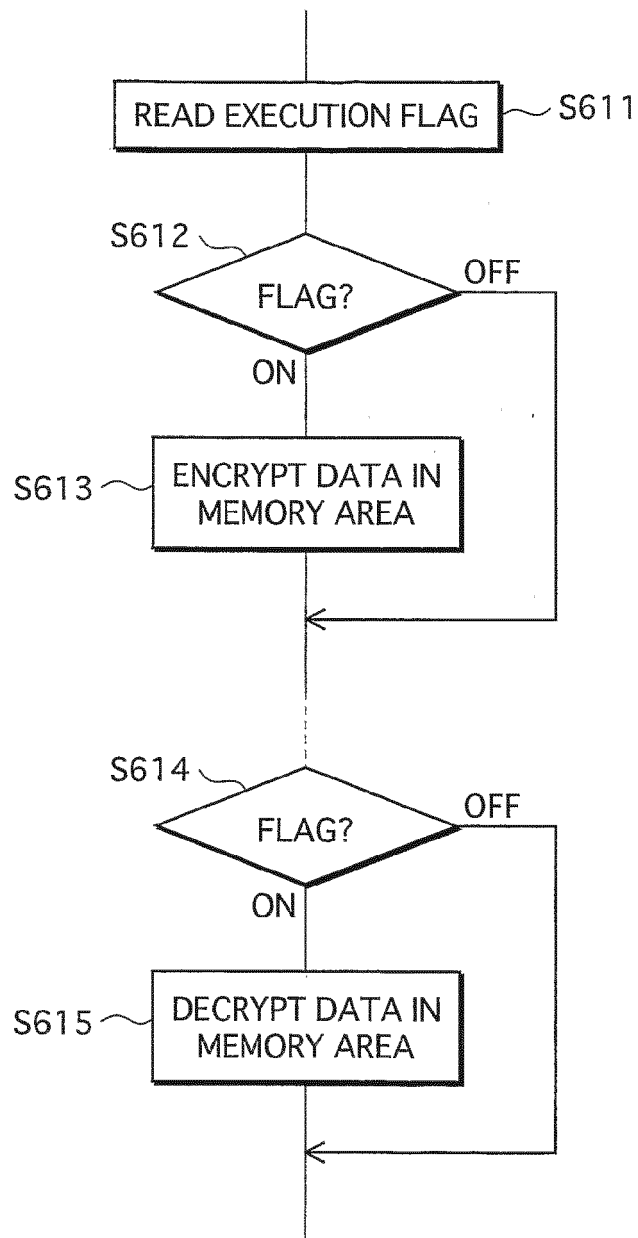 READ EXECUTION FLAG
S611
S612
FLAG?
OFF
ON
S613
ENCRYPT DATA IN
MEMORY AREA
S614
FLAG?
OFF
ON
S615
DECRYPT DATA IN
MEMORY AREA